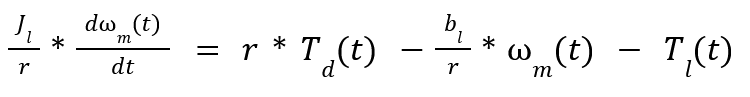 J_l/r * dω_m(t)/dt = r * T_d(t) − b_l/r * ω_m(t) − T_l(t)